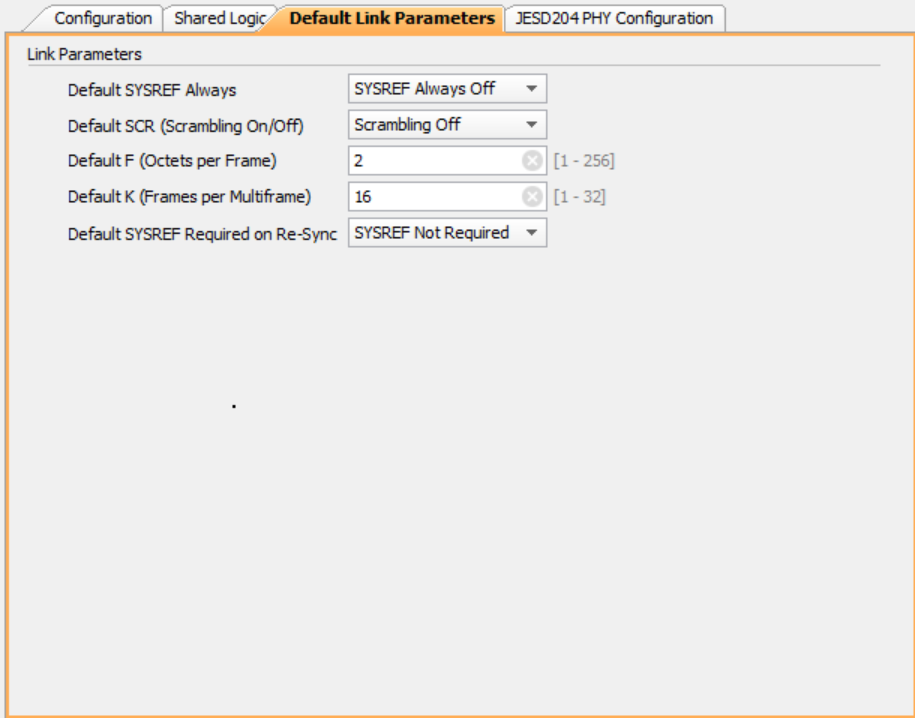 Configuration Shared Logic Default Link Parameters JESD204 PHY Configuration
Link Parameters
Default SYSREF Always SYSREF Always Off
Default SCR (Scrambling On/Off) Scrambling Off
Default F (Octets per Frame) 2 [1 - 256]
Default K (Frames per Multiframe) 16 [1 - 32]
Default SYSREF Required on Re-Sync SYSREF Not Required